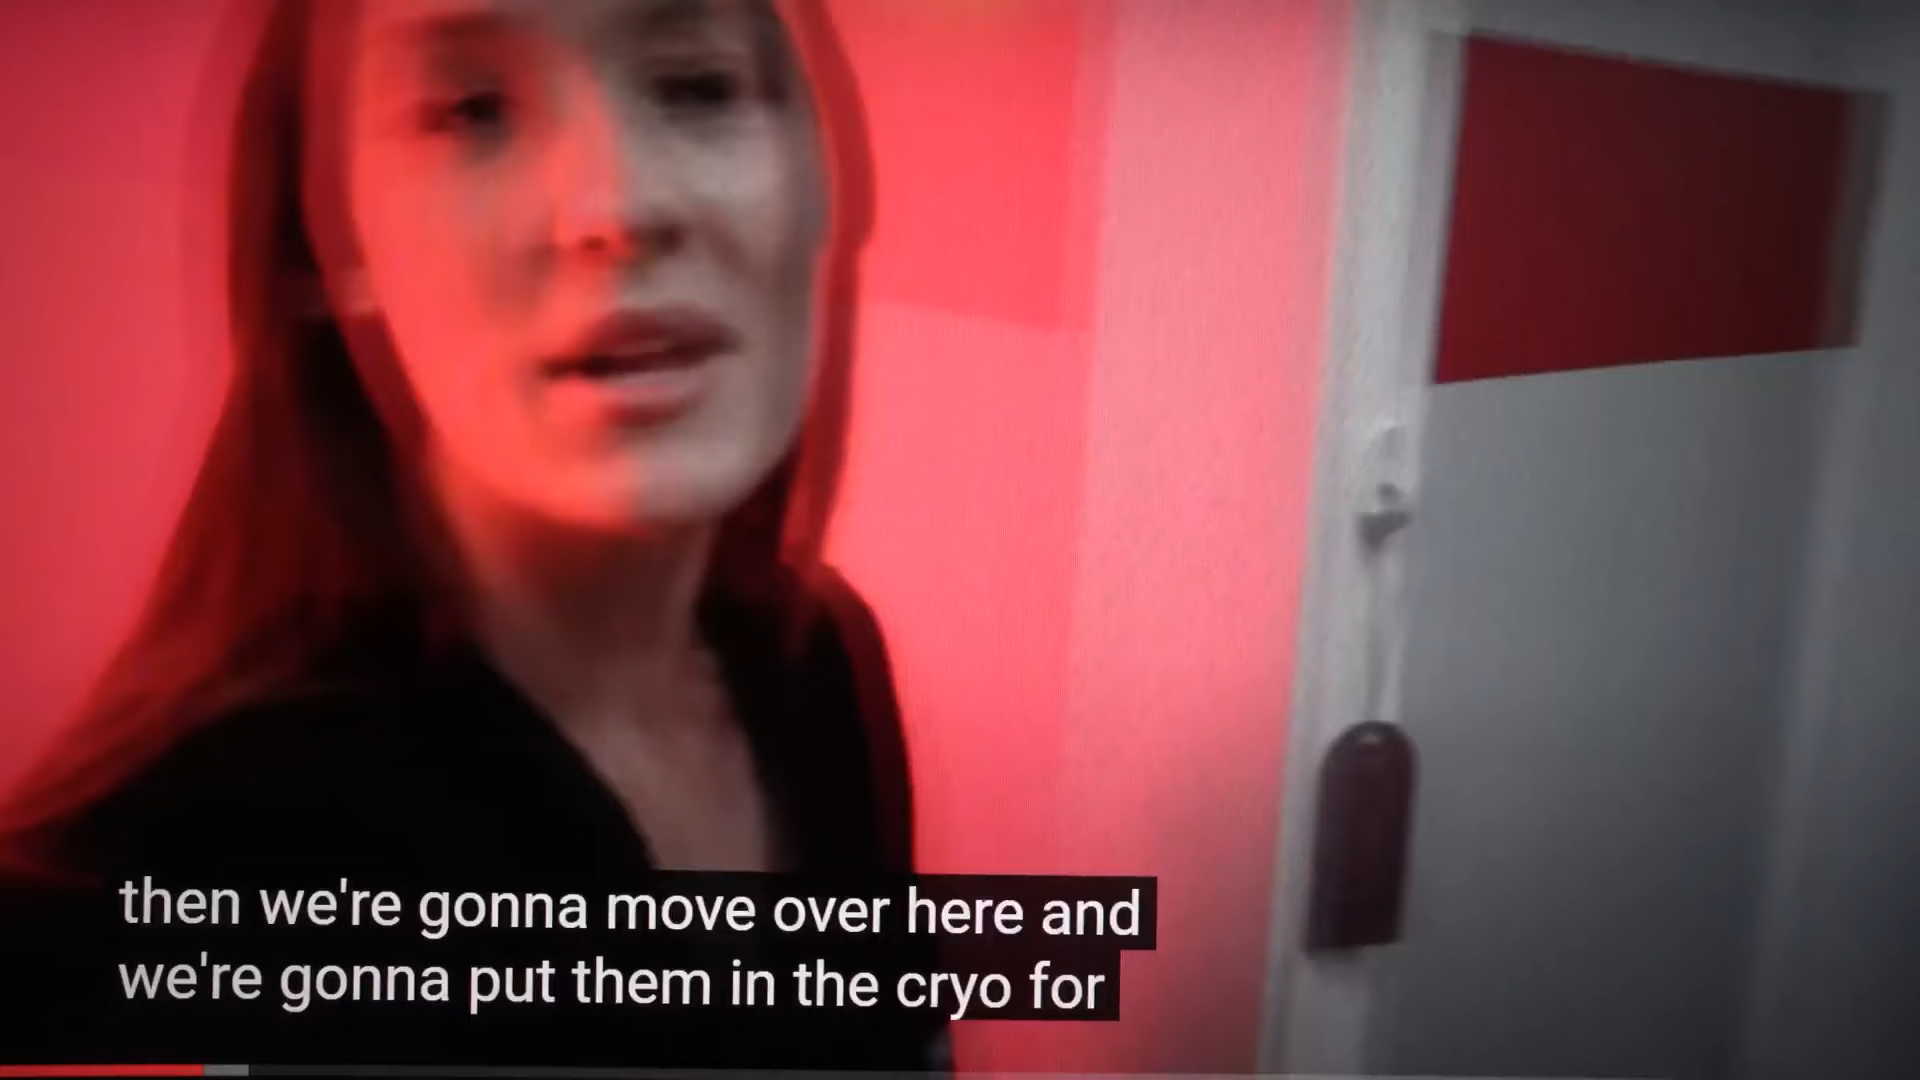 then we're gonna move over here and
we're gonna put them in the cryo for